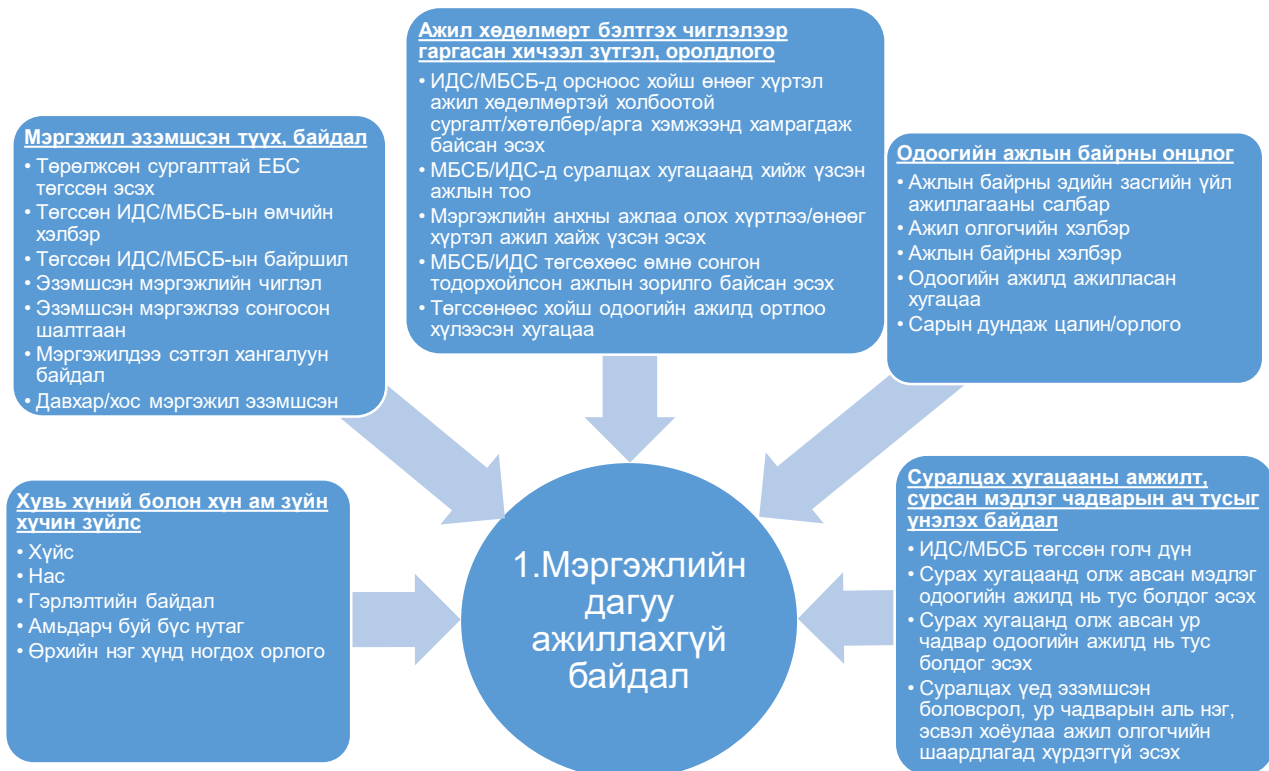 Ажил хөдөлмөрт бэлтгэх чиглэлээр
гаргасан хичээл зүтгэл, оролдлого
• ИДС/МБСБ-д орсноос хойш өнөөг хүртэл
ажил хөдөлмөртэй холбоотой
сургалт/хөтөлбөр/арга хэмжээнд хамрагдаж
байсан эсэх
• МБСБ/ИДС-д суралцах хугацаанд хийж үзсэн
ажлын тоо
• Мэргэжлийн анхны ажлаа олох хүртлээ/өнөөг
хүртэл ажил хайж үзсэн эсэх
• МБСБ/ИДС төгсөхөөс өмнө сонгон
тодорхойлсон ажлын зорилго байсан эсэх
• Төгссөнөөс хойш одоогийн ажилд ортлоо
хүлээсэн хугацаа
Мэргэжил эзэмшсэн түүх, байдал
• Төрөлжсөн сургалттай ЕБС
төгссөн эсэх
• Төгссөн ИДС/МБСБ-ын өмчийн
хэлбэр
• Төгссөн ИДС/МБСБ-ын байршил
• Эзэмшсэн мэргэжлийн чиглэл
• Эзэмшсэн мэргэжлээ сонгосон
шалтгаан
• Мэргэжилдээ сэтгэл хангалуун
байдал
• Давхар/хос мэргэжил эзэмшсэн
Одоогийн ажлын байрны онцлог
• Ажлын байрны эдийн засгийн үйл
ажиллагааны салбар
• Ажил олгогчийн хэлбэр
• Ажлын байрны хэлбэр
• Одоогийн ажилд ажилласан
хугацаа
• Сарын дундаж цалин/орлого
Хувь хүний болон хүн ам зүйн
хүчин зүйлс
• Хүйс
• Нас
• Гэрлэлтийн байдал
• Амьдарч буй бүс нутаг
• Өрхийн нэг хүнд ногдох орлого
1.Мэргэжлийн
дагуу
ажиллахгүй
байдал
Суралцах хугацааны амжилт,
сурсан мэдлэг чадварын ач тусыг
үнэлэх байдал
• ИДС/МБСБ төгссөн голч дүн
• Сурах хугацаанд олж авсан мэдлэг
одоогийн ажилд нь тус болдог эсэх
• Сурах хугацанд олж авсан ур
чадвар одоогийн ажилд нь тус
болдог эсэх
• Суралцах үед эзэмшсэн
боловсрол, ур чадварын аль нэг,
эсвэл хоёулаа ажил олгогчийн
шаардлагад хүрдэггүй эсэх